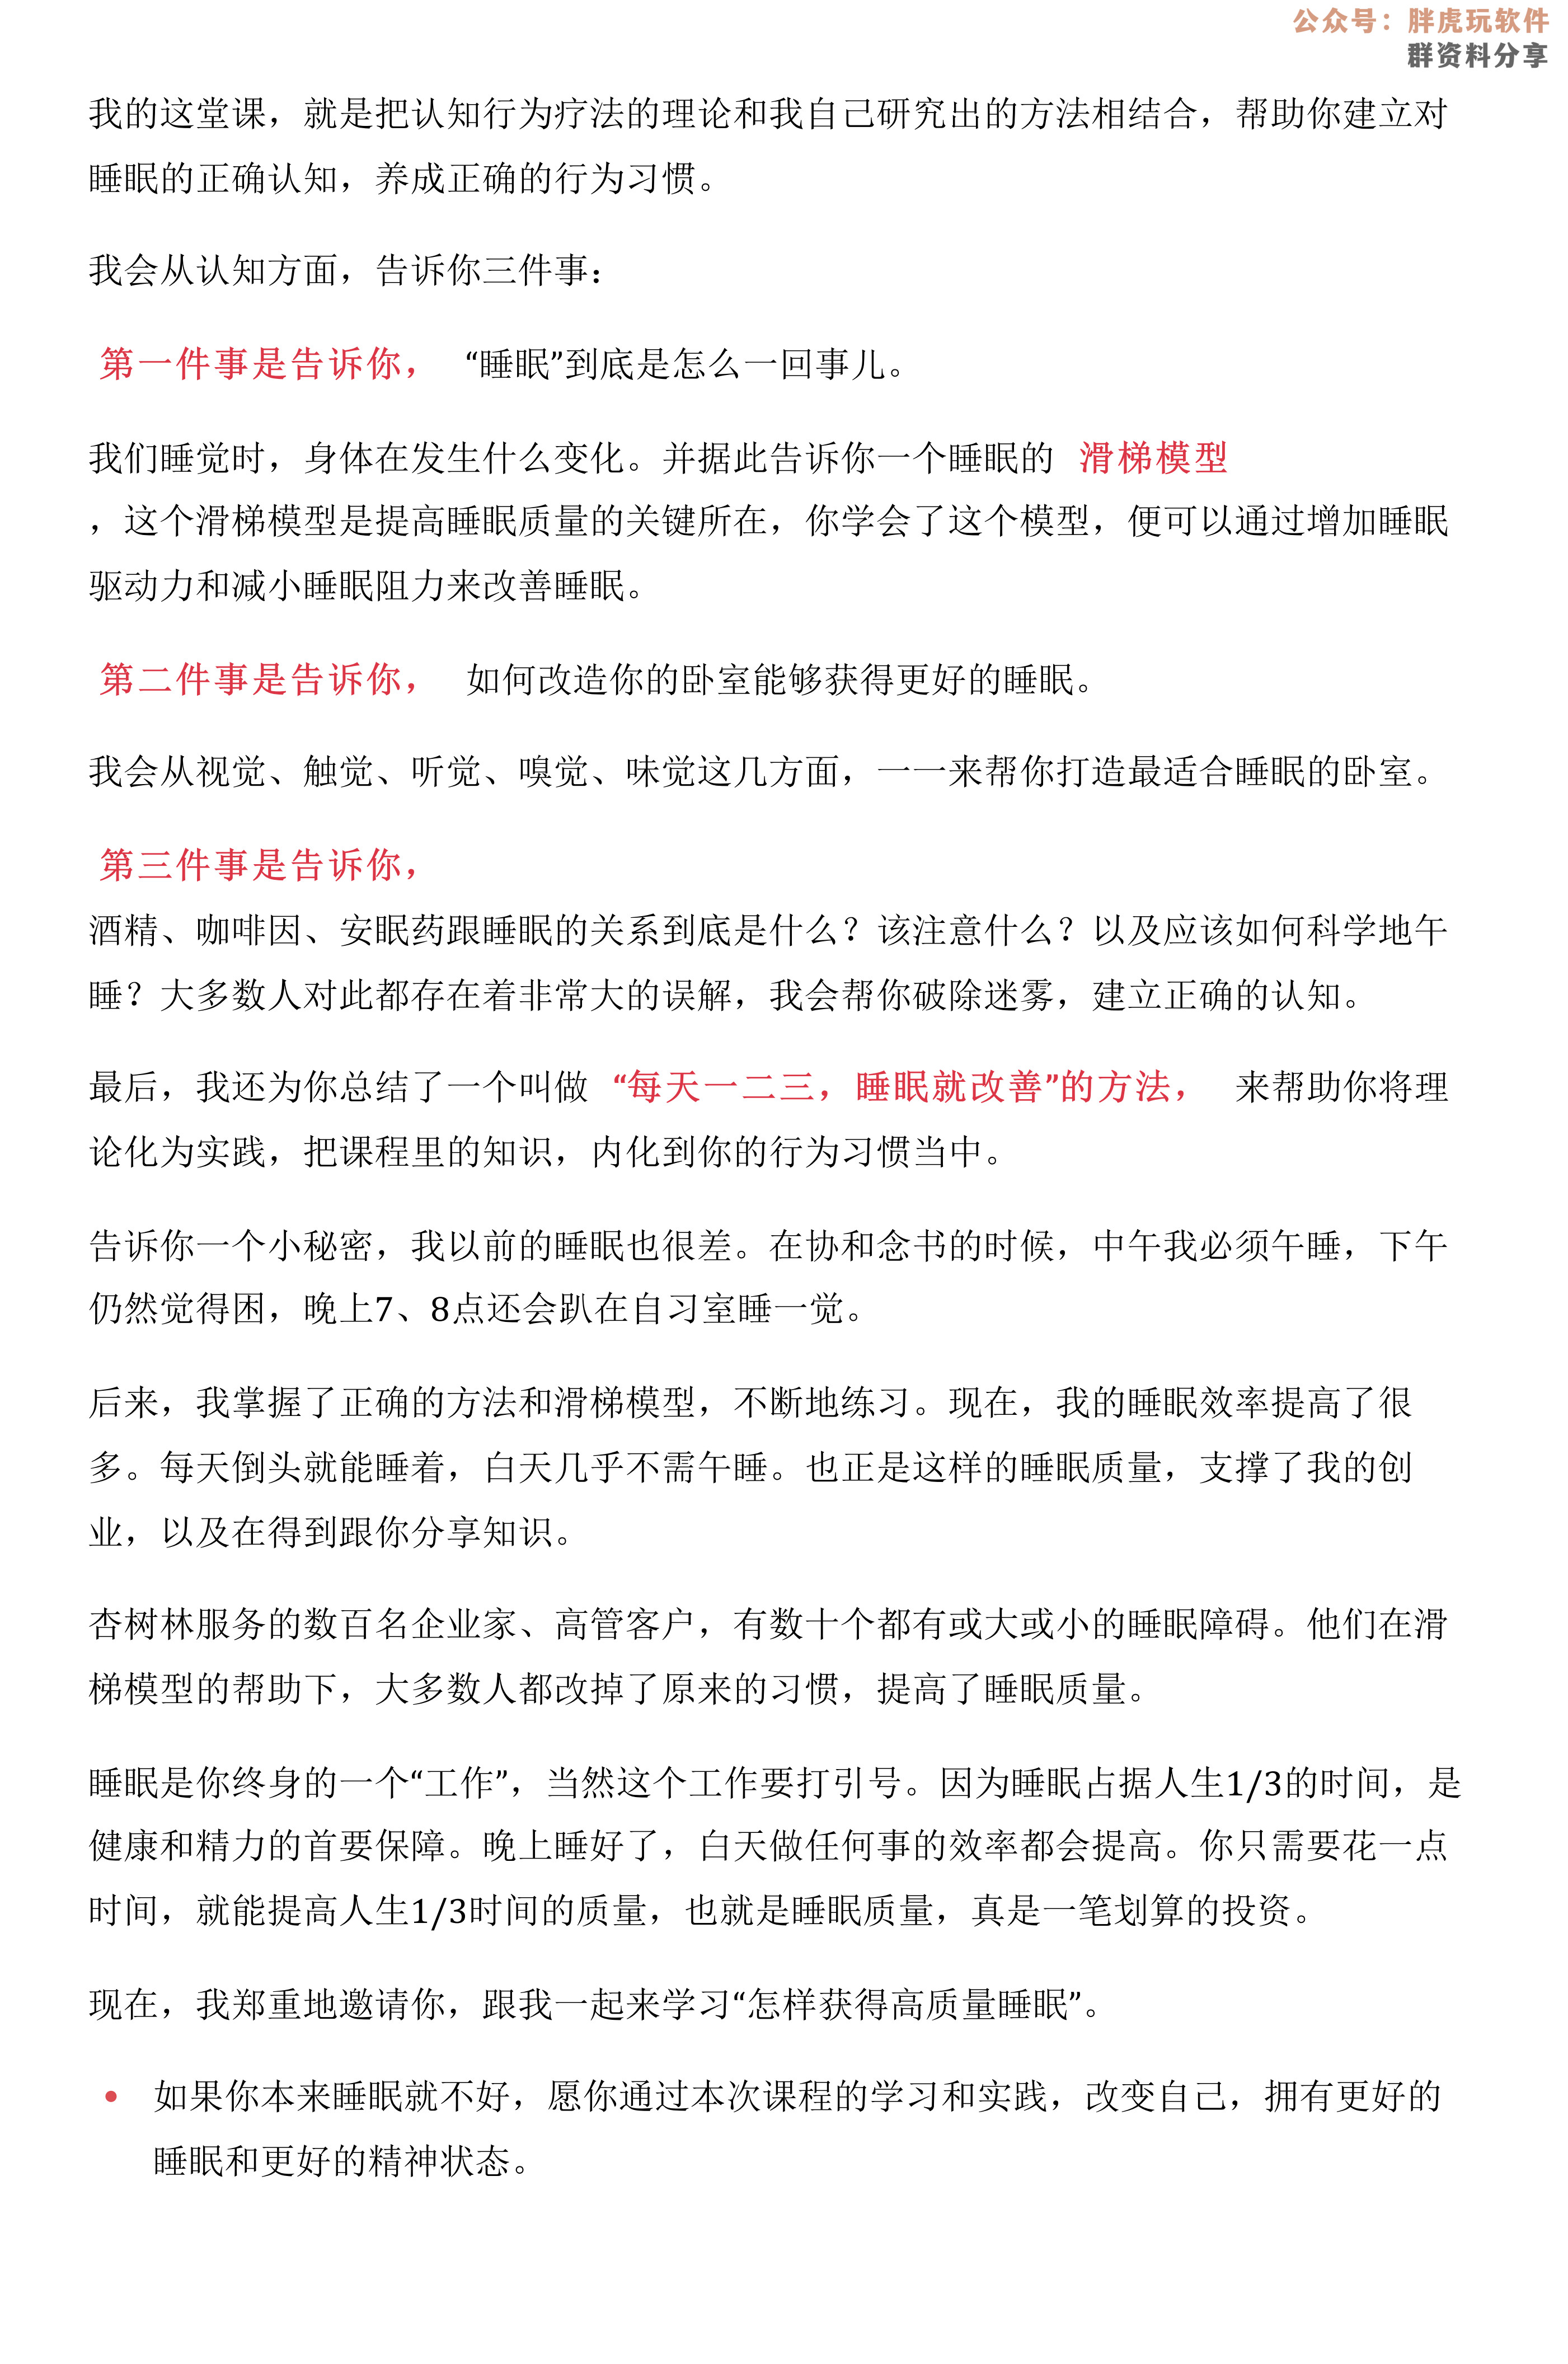 公众号：胖虎玩软件
群资料分享
我的这堂课，就是把认知行为疗法的理论和我自己研究出的方法相结合，帮助你建立对
睡眠的正确认知，养成正确的行为习惯。
我会从认知方面，告诉你三件事：
第一件事是告诉你， “睡眠”到底是怎么一回事儿。
我们睡觉时，身体在发生什么变化。并据此告诉你一个睡眠的 滑梯模型
，这个滑梯模型是提高睡眠质量的关键所在，你学会了这个模型，便可以通过增加睡眠
驱动力和减小睡眠阻力来改善睡眠。
第二件事是告诉你， 如何改造你的卧室能够获得更好的睡眠。
我会从视觉、触觉、听觉、嗅觉、味觉这几方面，一一来帮你打造最适合睡眠的卧室。
第三件事是告诉你，
酒精、咖啡因、安眠药跟睡眠的关系到底是什么？该注意什么？以及应该如何科学地午
睡？大多数人对此都存在着非常大的误解，我会帮你破除迷雾，建立正确的认知。
最后，我还为你总结了一个叫做 “每天一二三，睡眠就改善”的方法， 来帮助你将理
论化为实践，把课程里的知识，内化到你的行为习惯当中。
告诉你一个小秘密，我以前的睡眠也很差。在协和念书的时候，中午我必须午睡，下午
仍然觉得困，晚上7、8点还会趴在自习室睡一觉。
后来，我掌握了正确的方法和滑梯模型，不断地练习。现在，我的睡眠效率提高了很
多。每天倒头就能睡着，白天几乎不需午睡。也正是这样的睡眠质量，支撑了我的创
业，以及在得到跟你分享知识。
杏树林服务的数百名企业家、高管客户，有数十个都有或大或小的睡眠障碍。他们在滑
梯模型的帮助下，大多数人都改掉了原来的习惯，提高了睡眠质量。
睡眠是你终身的一个“工作”，当然这个工作要打引号。因为睡眠占据人生1/3的时间，是
健康和精力的首要保障。晚上睡好了，白天做任何事的效率都会提高。你只需要花一点
时间，就能提高人生1/3时间的质量，也就是睡眠质量，真是一笔划算的投资。
现在，我郑重地邀请你，跟我一起来学习“怎样获得高质量睡眠”。
• 如果你本来睡眠就不好，愿你通过本次课程的学习和实践，改变自己，拥有更好的
睡眠和更好的精神状态。